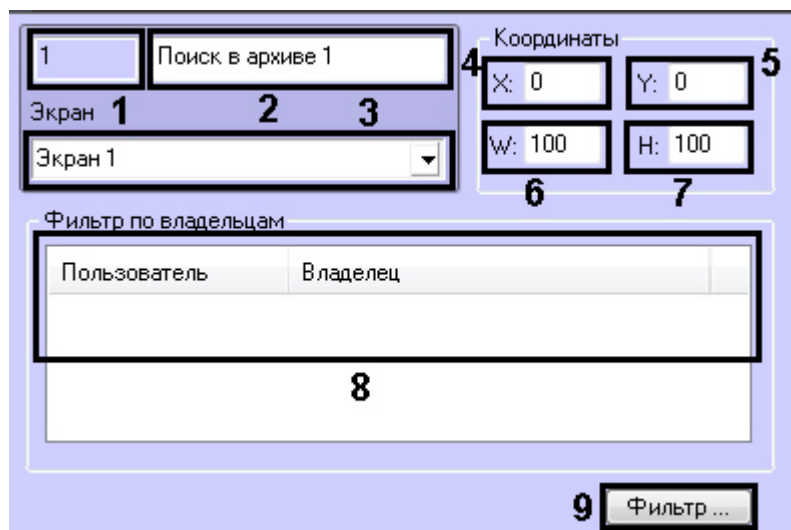 1 Поиск в архиве 1
Экран 1 2 3
Экран 1
Координаты
4 X: 0 Y: 0 5
W: 100 H: 100
6 7
Фильтр по владельцам
Пользователь Владелец
8
9 Фильтр ...